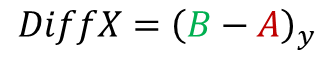 DiffX = (B − A)y